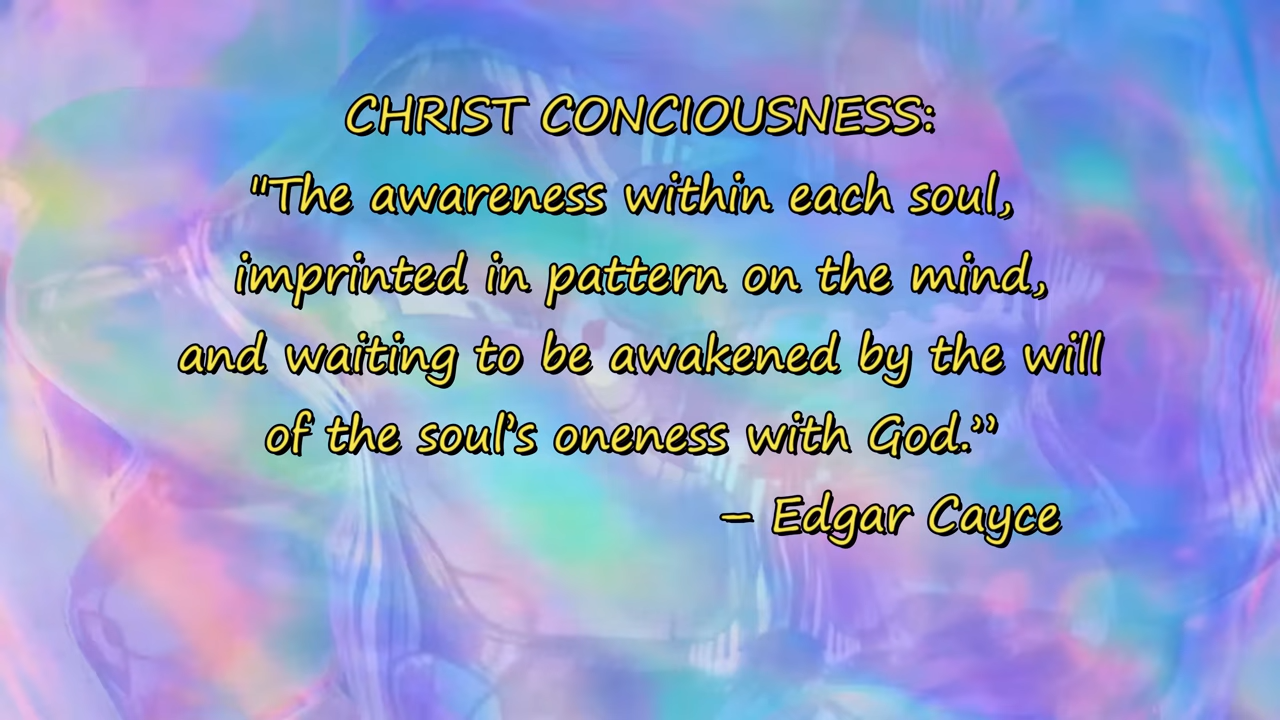 CHRIST CONCIOUSNESS:
"The awareness within each soul,
imprinted in pattern on the mind,
and waiting to be awakened by the will
of the soul’s oneness with God.”
– Edgar Cayce